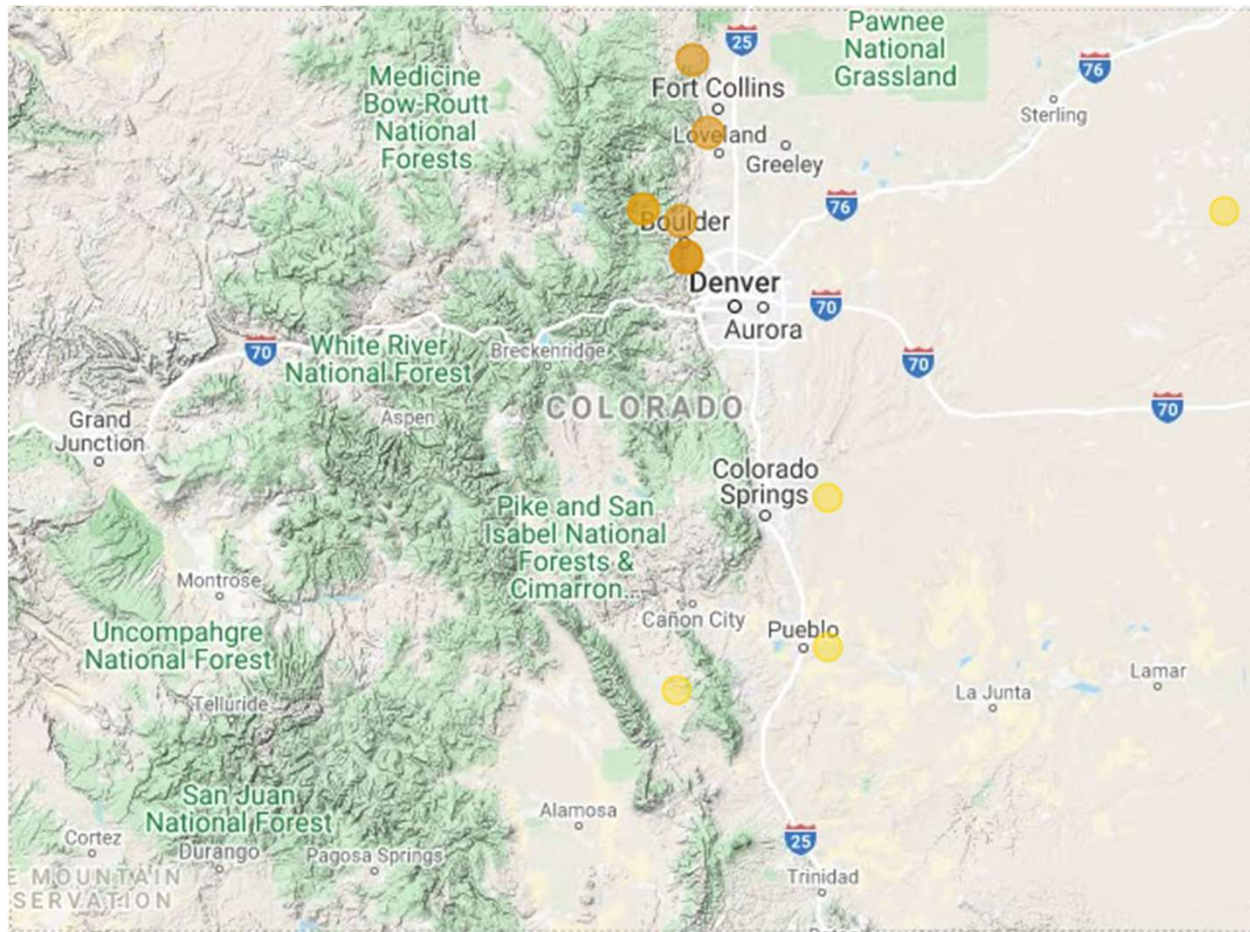 Pawnee
National
Grassland
25
76
Medicine
Bow-Routt
National
Forests
Fort Collins
Sterling
Loveland
Greeley
76
Boulder
Denver
70
Aurora
70
White River
National Forest
Breckenridge
70
70
COLORADO
Aspen
Grand
Junction
Colorado
Springs
Pike and San
Isabel National
Forests &
Cimarron...
Montrose
Cañon City
Pueblo
Uncompahgre
National Forest
Lamar
La Junta
Telluride
San Juan
National Forest
Alamosa
25
Cortez
Durango
Pagosa Springs
E MOUNTAIN
SERVATION
Trinidad